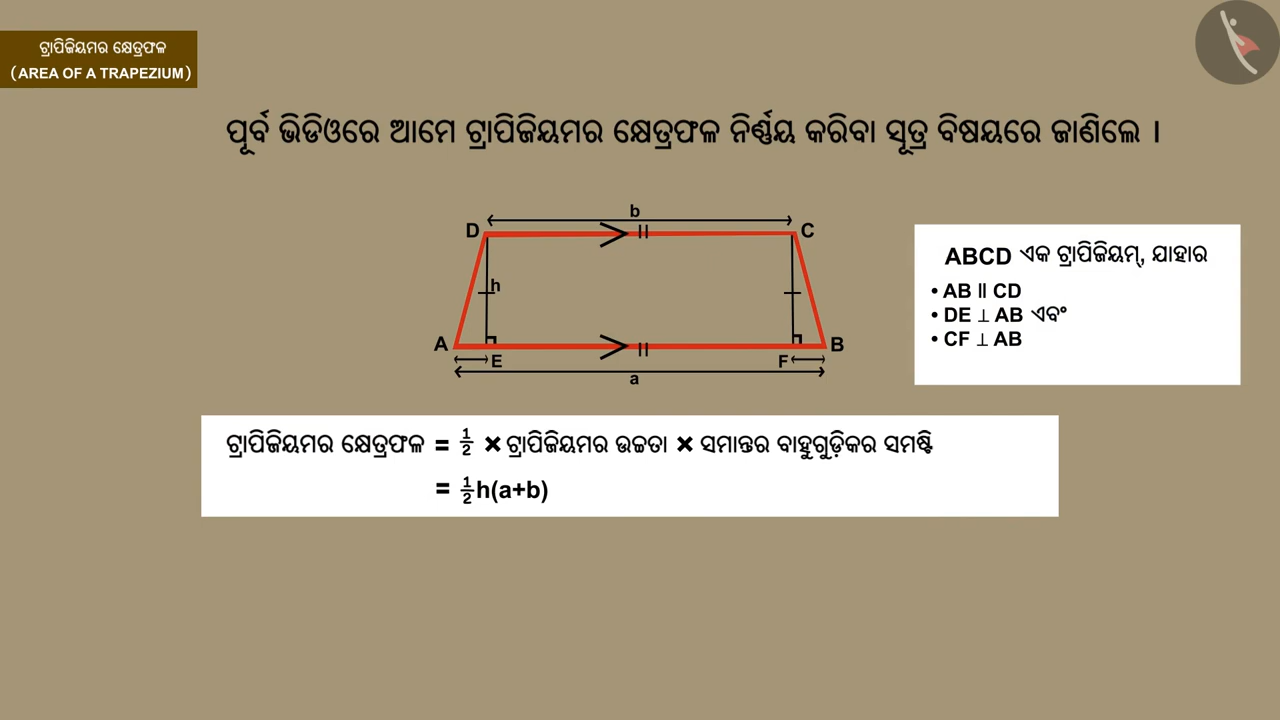 ଟ୍ରାପିଜିୟମର କ୍ଷେତ୍ରଫଳ
(AREA OF A TRAPEZIUM)
ପୂର୍ବ ଭିଡିଓରେ ଆମେ ଟ୍ରାପିଜିୟମର କ୍ଷେତ୍ରଫଳ ନିର୍ଣ୍ଣୟ କରିବା ସୂତ୍ର ବିଷୟରେ ଜାଣିଲେ ।
b
D C
h
A B
E F
a
ABCD ଏକ ଟ୍ରାପିଜିୟମ୍, ଯାହାର
• AB || CD
• DE ⊥ AB ଏବଂ
• CF ⊥ AB
ଟ୍ରାପିଜିୟମର କ୍ଷେତ୍ରଫଳ = 1/2 × ଟ୍ରାପିଜିୟମର ଉଚ୍ଚତା × ସମାନ୍ତର ବାହୁଗୁଡ଼ିକର ସମଷ୍ଟି
= 1/2 h(a+b)